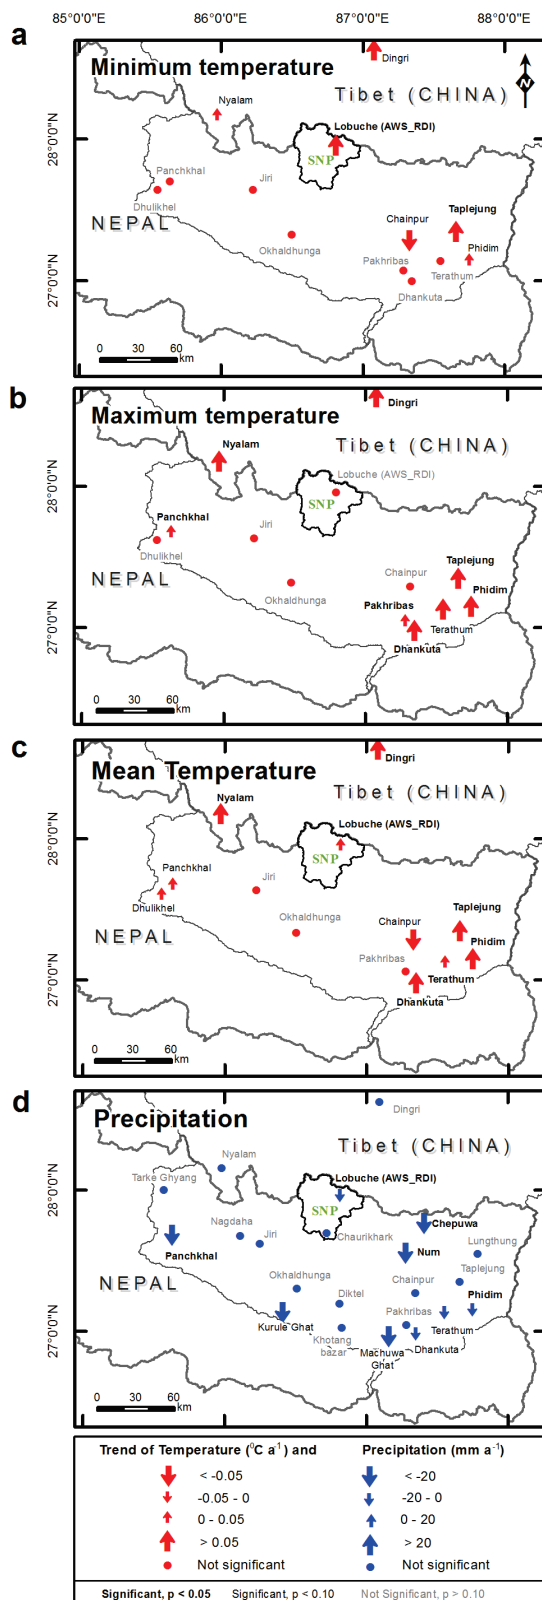 85°0'0"E 86°0'0"E 87°0'0"E 88°0'0"E
a
Minimum temperature
Dingri
Tibet (CHINA)
N
Nyalam
Lobuche (AWS_RDI)
SNP
28°0'0"N
Panchkhal
Jiri
Dhulikhel
NEPAL
Chainpur
Taplejung
Okhaldhunga
Phidim
Pakhribas
Terathum
Dhankuta
27°0'0"N
0 30 60
km
b
Maximum temperature
Dingri
Tibet (CHINA)
Nyalam
Lobuche (AWS_RDI)
SNP
28°0'0"N
Panchkhal
Jiri
Dhulikhel
NEPAL
Chainpur
Taplejung
Okhaldhunga
Phidim
Pakhribas
Terathum
Dhankuta
27°0'0"N
0 30 60
km
c
Mean Temperature
Dingri
Tibet (CHINA)
Nyalam
Lobuche (AWS_RDI)
SNP
28°0'0"N
Panchkhal
Jiri
Dhulikhel
NEPAL
Okhaldhunga
Chainpur
Taplejung
Phidim
Pakhribas
Terathum
Dhankuta
27°0'0"N
0 30 60
km
d
Precipitation
Dingri
Tibet (CHINA)
Nyalam
Tarke Ghyang
Lobuche (AWS_RDI)
SNP
28°0'0"N
Nagdaha
Jiri
Chaurikhark
Chepuwa
Panchkhal
Num
Lungthung
NEPAL
Okhaldhunga
Diktel
Chainpur
Taplejung
Phidim
Kurule Ghat
Pakhribas
Khotang
bazar
Terathum
Machuwa
Ghat
Dhankuta
27°0'0"N
0 30 60
km
Trend of Temperature (⁰C a⁻¹) and Precipitation (mm a⁻¹)
< -0.05 < -20
-0.05 - 0 -20 - 0
0 - 0.05 0 - 20
> 0.05 > 20
Not significant Not significant
Significant, p < 0.05 Significant, p < 0.10 Not Significant, p > 0.10